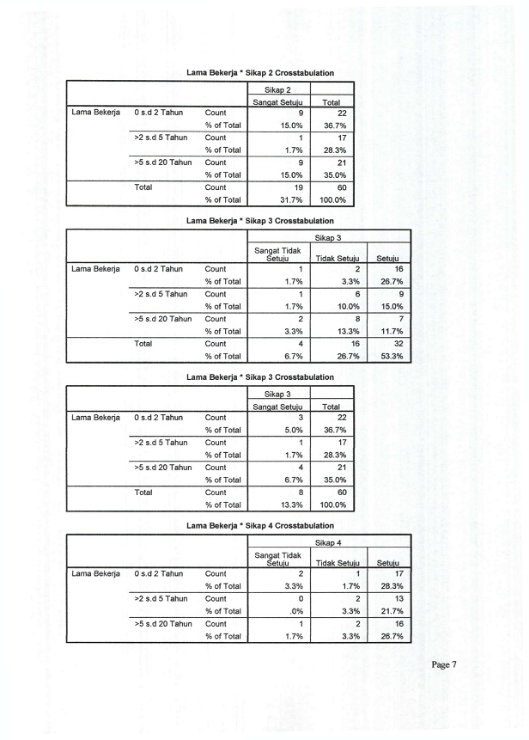 Lama Bekerja * Sikap 2 Crosstabulation
Sikap 2
Sangat Setuju Total
Lama Bekerja 0 s.d 2 Tahun Count 9 22
% of Total 15.0% 36.7%
>2 s.d 5 Tahun Count 1 17
% of Total 1.7% 28.3%
>5 s.d 20 Tahun Count 9 21
% of Total 15.0% 35.0%
Total Count 19 60
% of Total 31.7% 100.0%
Lama Bekerja * Sikap 3 Crosstabulation
Sikap 3
Sangat Tidak
Setuju Tidak Setuju Setuju
Lama Bekerja 0 s.d 2 Tahun Count 1 2 16
% of Total 1.7% 3.3% 26.7%
>2 s.d 5 Tahun Count 1 6 9
% of Total 1.7% 10.0% 15.0%
>5 s.d 20 Tahun Count 2 8 7
% of Total 3.3% 13.3% 11.7%
Total Count 4 16 32
% of Total 6.7% 26.7% 53.3%
Lama Bekerja * Sikap 3 Crosstabulation
Sikap 3
Sangat Setuju Total
Lama Bekerja 0 s.d 2 Tahun Count 3 22
% of Total 5.0% 36.7%
>2 s.d 5 Tahun Count 1 17
% of Total 1.7% 28.3%
>5 s.d 20 Tahun Count 4 21
% of Total 6.7% 35.0%
Total Count 8 60
% of Total 13.3% 100.0%
Lama Bekerja * Sikap 4 Crosstabulation
Sikap 4
Sangat Tidak
Setuju Tidak Setuju Setuju
Lama Bekerja 0 s.d 2 Tahun Count 2 1 17
% of Total 3.3% 1.7% 28.3%
>2 s.d 5 Tahun Count 0 2 13
% of Total .0% 3.3% 21.7%
>5 s.d 20 Tahun Count 1 2 16
% of Total 1.7% 3.3% 26.7%
Page 7